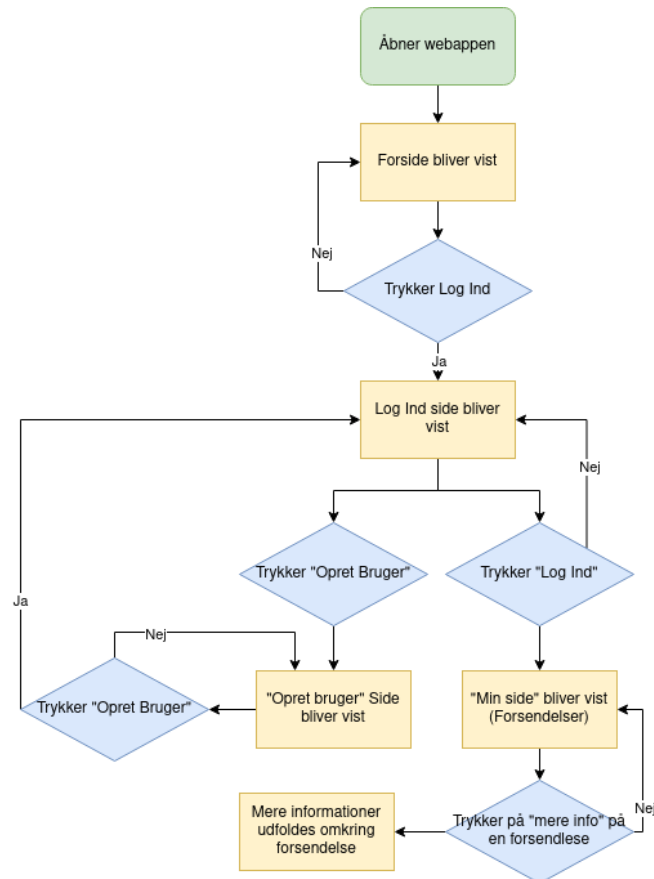 Åbner webappen
Forside bliver vist
Nej
Trykker Log Ind
Ja
Log Ind side bliver
vist
Nej
Trykker "Opret Bruger"
Trykker "Log Ind"
Ja
Nej
Trykker "Opret Bruger"
"Opret bruger" Side
bliver vist
"Min side" bliver vist
(Forsendelser)
Nej
Mere informationer
udfoldes omkring
forsendelse
Trykker på "mere info" på
en forsendlese